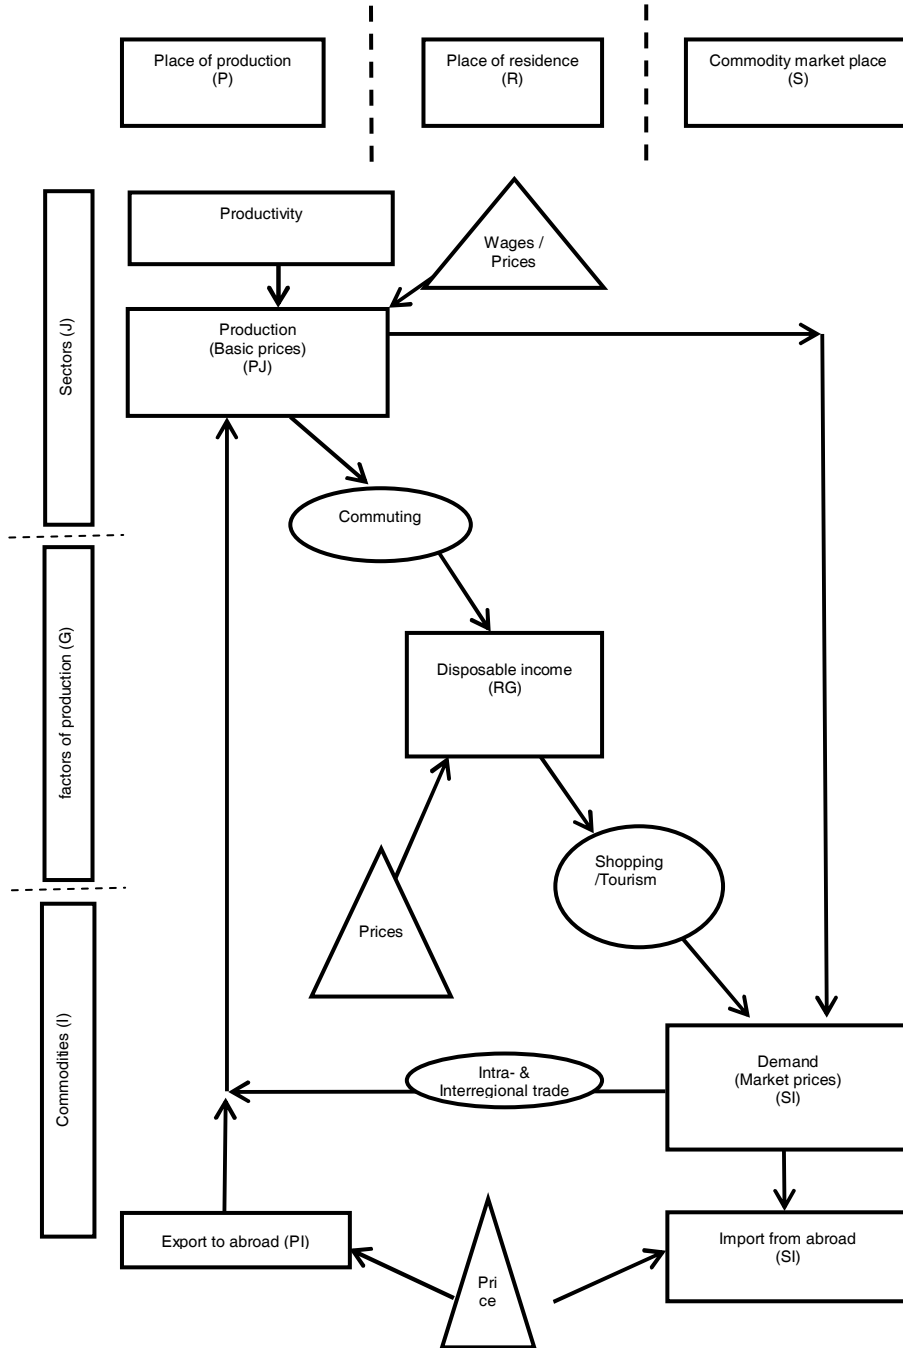 Place of production
(P)
Place of residence
(R)
Commodity market place
(S)
Productivity
Wages /
Prices
Sectors (J)
Production
(Basic prices)
(PJ)
Commuting
factors of production (G)
Disposable income
(RG)
Shopping
/Tourism
Prices
Commodities (I)
Intra- &
Interregional trade
Demand
(Market prices)
(SI)
Export to abroad (PI)
Pri
ce
Import from abroad
(SI)